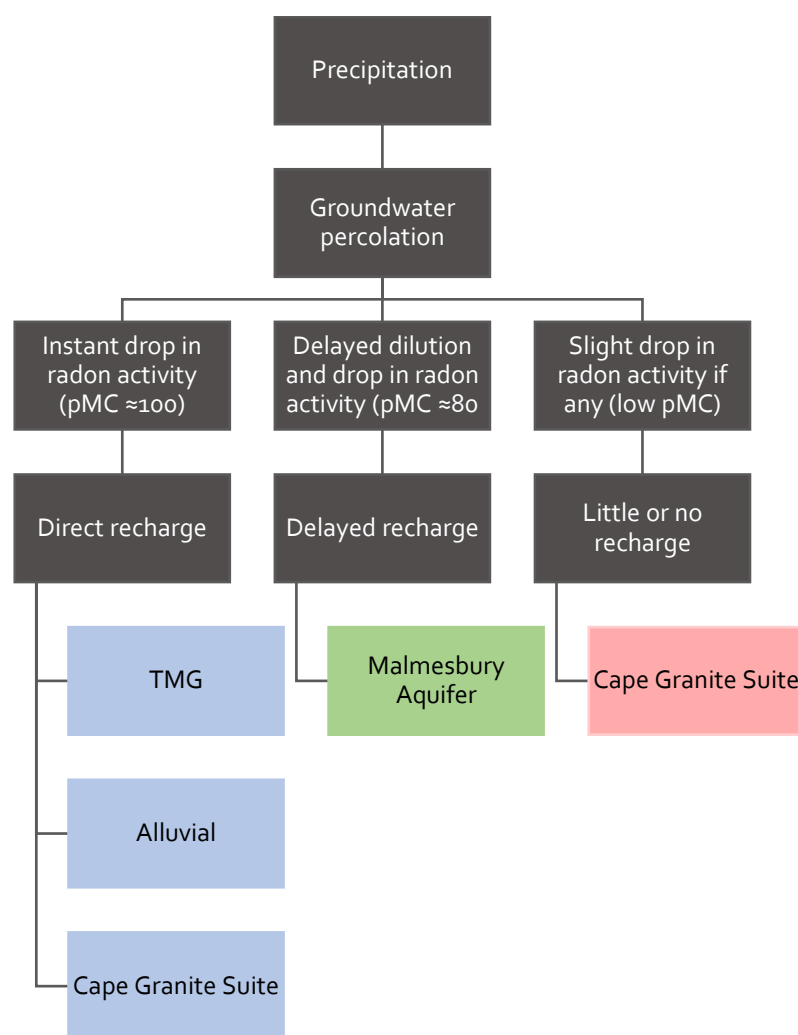 Precipitation
Groundwater
percolation
Instant drop in
radon activity
(pMC ≈100)
Delayed dilution
and drop in radon
activity (pMC ≈80
Slight drop in
radon activity if
any (low pMC)
Direct recharge
Delayed recharge
Little or no
recharge
TMG
Malmesbury
Aquifer
Cape Granite Suite
Alluvial
Cape Granite Suite